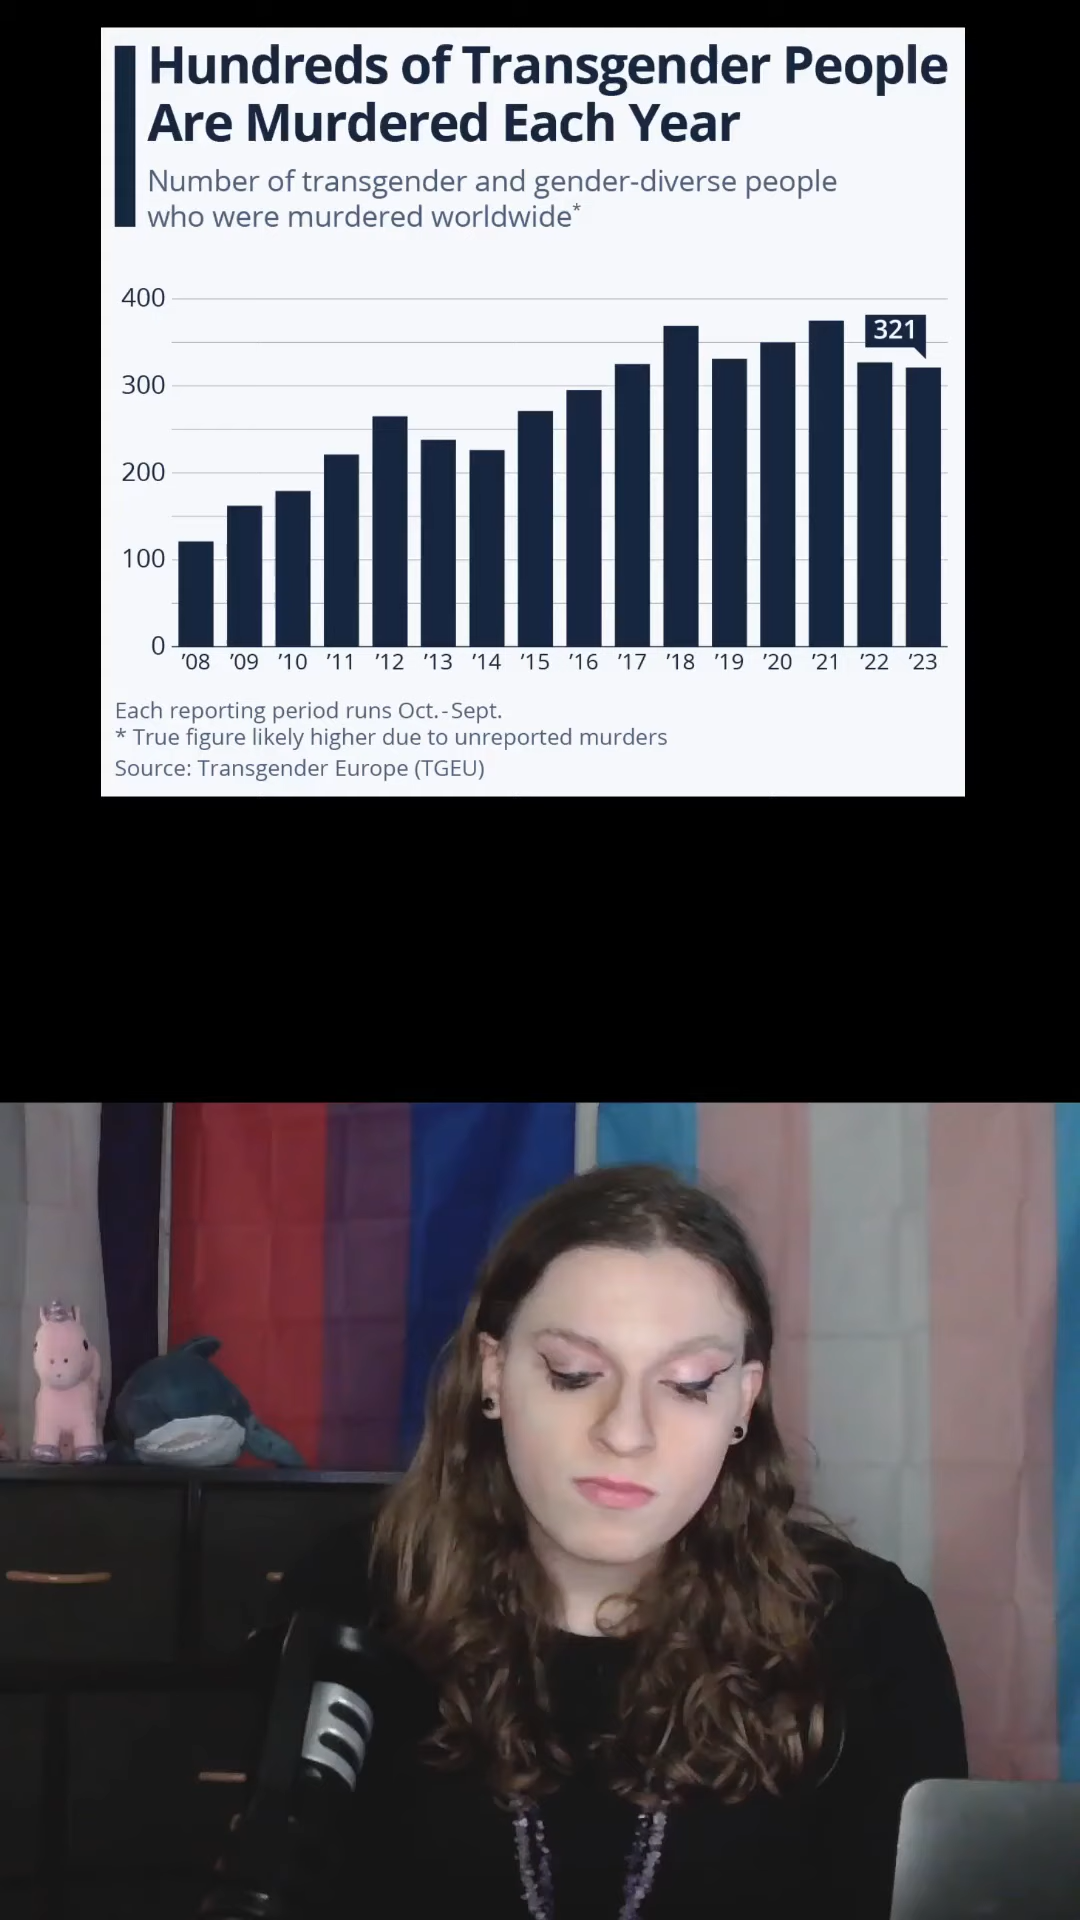 Hundreds of Transgender People
Are Murdered Each Year
Number of transgender and gender-diverse people
who were murdered worldwide*
400
321
300
200
100
0
'08 '09 '10 '11 '12 '13 '14 '15 '16 '17 '18 '19 '20 '21 '22 '23
Each reporting period runs Oct.-Sept.
* True figure likely higher due to unreported murders
Source: Transgender Europe (TGEU)